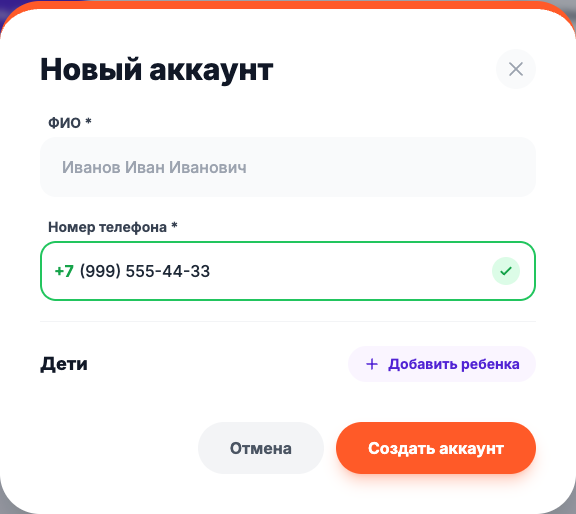 Новый аккаунт
ФИО *
Иванов Иван Иванович
Номер телефона *
+7 (999) 555-44-33
Дети
+ Добавить ребенка
Отмена
Создать аккаунт